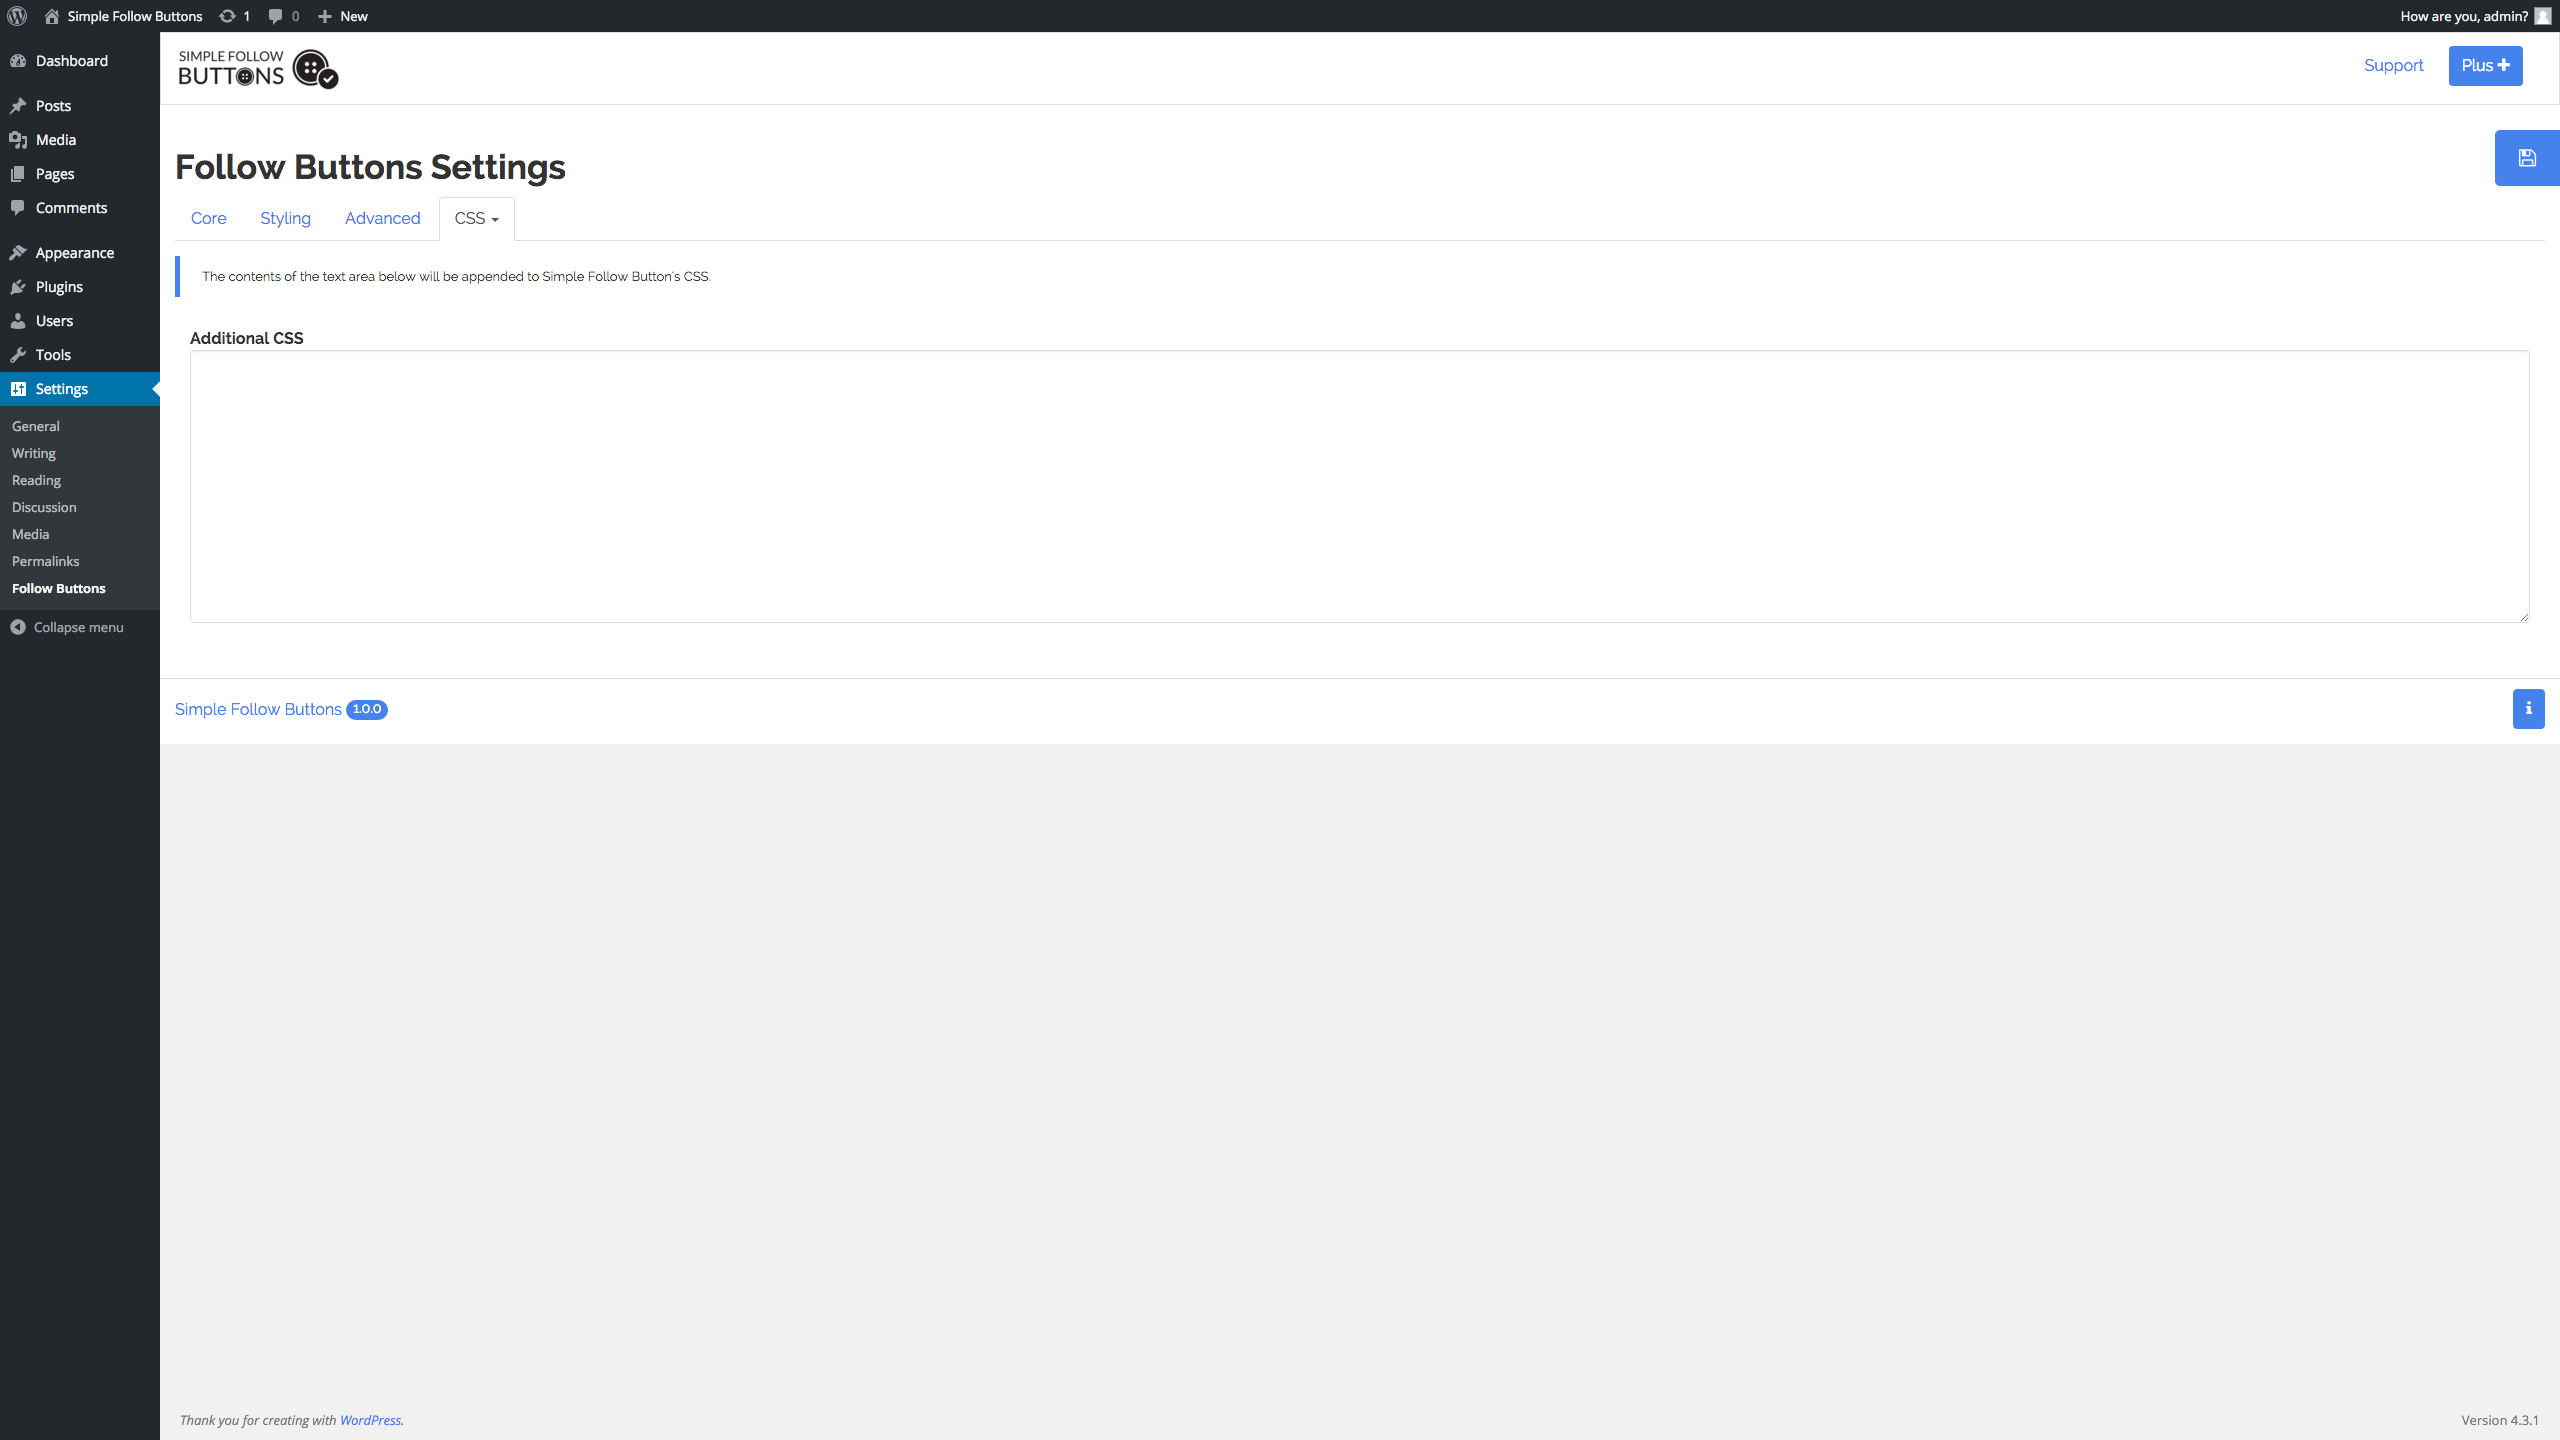 Simple Follow Buttons 1 0 New How are you, admin?
SIMPLE FOLLOW
BUTTONS
Support Plus
Dashboard
Posts
Media
Pages
Comments
Appearance
Plugins
Users
Tools
Settings
General
Writing
Reading
Discussion
Media
Permalinks
Follow Buttons
Collapse menu
Follow Buttons Settings
Core Styling Advanced CSS
The contents of the text area below will be appended to Simple Follow Button's CSS.
Additional CSS
Simple Follow Buttons 1.0.0
Thank you for creating with WordPress. Version 4.3.1